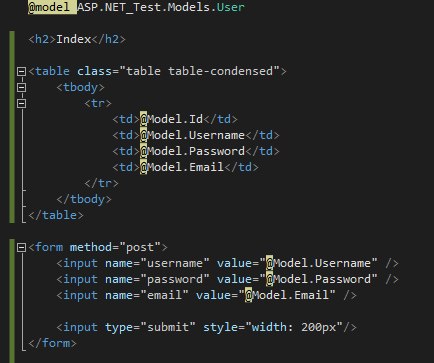 @model ASP.NET_Test.Models.User
<h2>Index</h2>
<table class="table table-condensed">
<tbody>
<tr>
<td>@Model.Id</td>
<td>@Model.Username</td>
<td>@Model.Password</td>
<td>@Model.Email</td>
</tr>
</tbody>
</table>
<form method="post">
<input name="username" value="@Model.Username" />
<input name="password" value="@Model.Password" />
<input name="email" value="@Model.Email" />
<input type="submit" style="width: 200px"/>
</form>